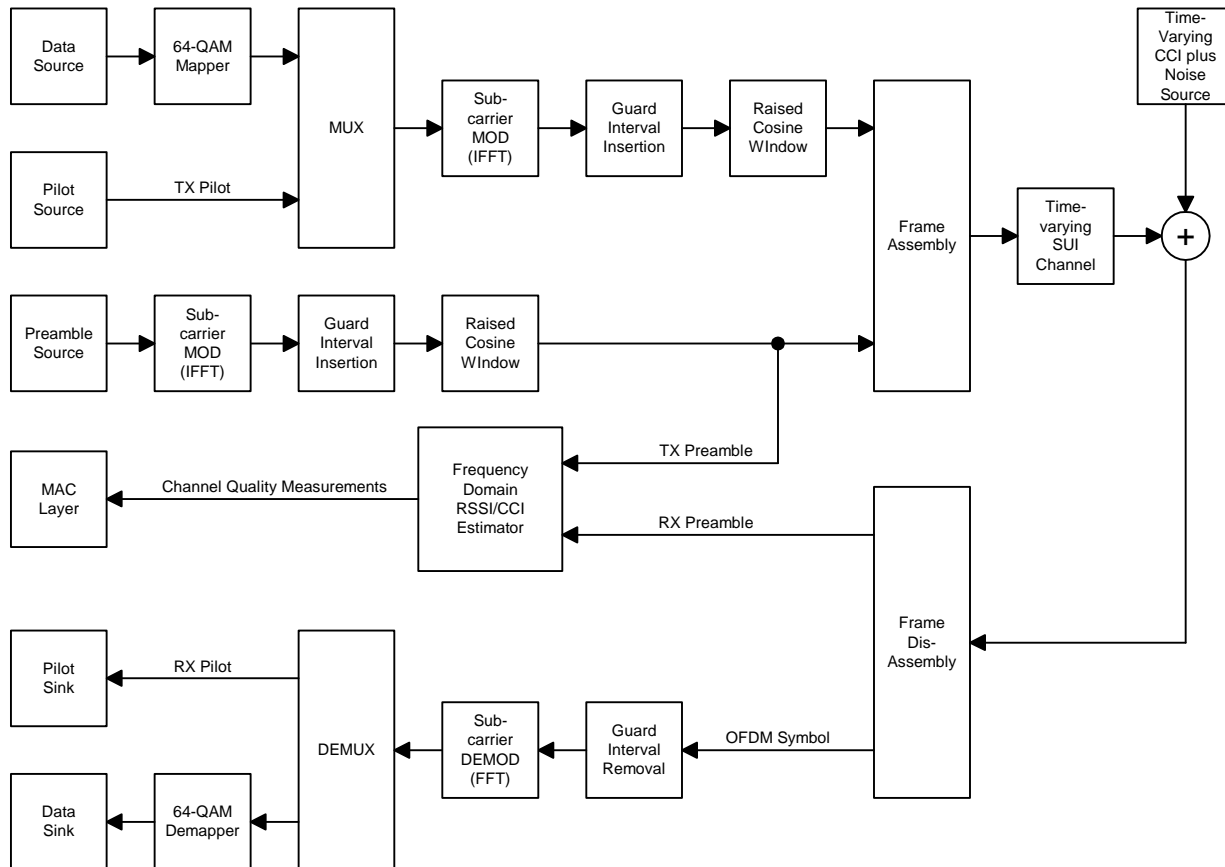 Data
Source
64-QAM
Mapper
MUX
Sub-
carrier
MOD
(IFFT)
Guard
Interval
Insertion
Raised
Cosine
WIndow
Time-
Varying
CCI plus
Noise
Source
Pilot
Source
TX Pilot
Frame
Assembly
Time-
varying
SUI
Channel
+
Preamble
Source
Sub-
carrier
MOD
(IFFT)
Guard
Interval
Insertion
Raised
Cosine
WIndow
TX Preamble
MAC
Layer
Channel Quality Measurements
Frequency
Domain
RSSI/CCI
Estimator
RX Preamble
Frame
Dis-
Assembly
Pilot
Sink
RX Pilot
DEMUX
Sub-
carrier
DEMOD
(FFT)
Guard
Interval
Removal
OFDM Symbol
Data
Sink
64-QAM
Demapper